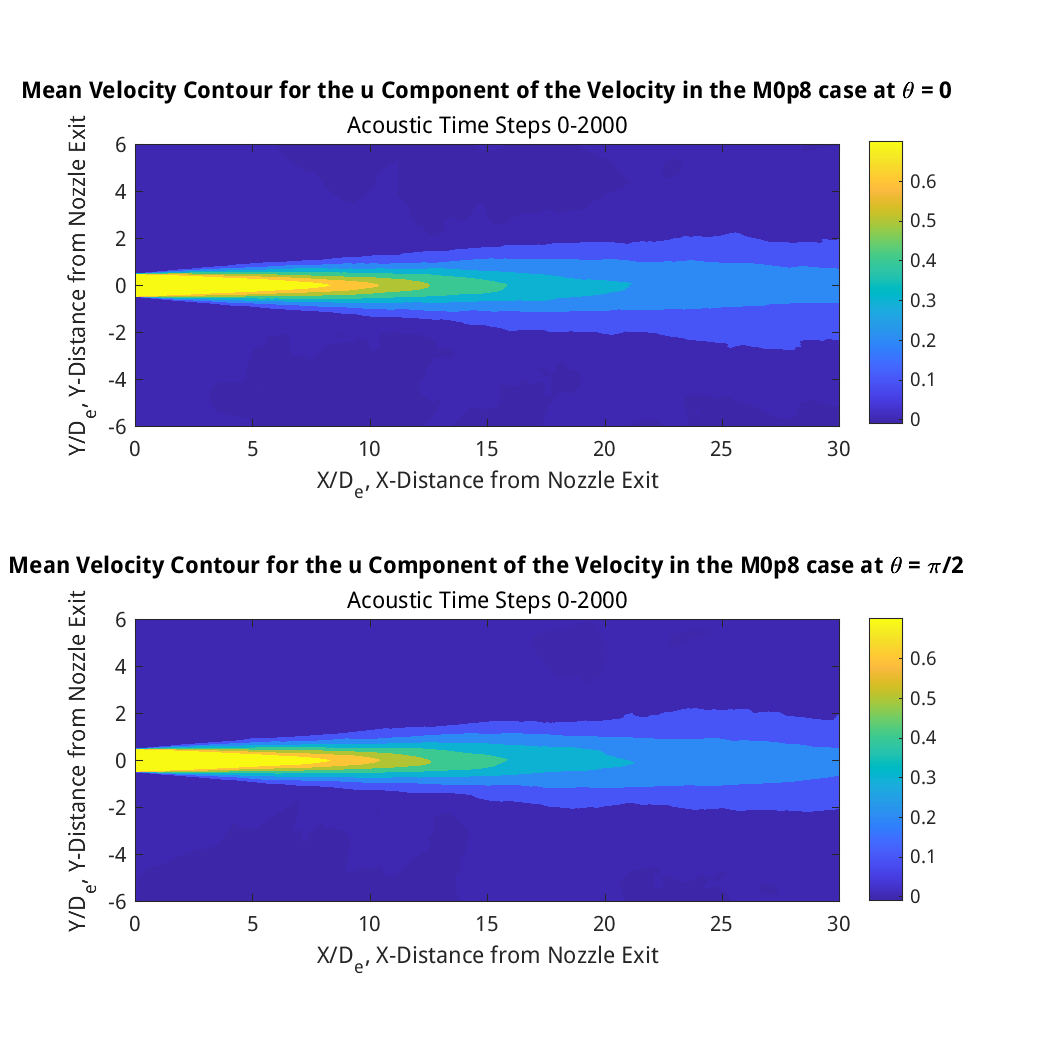 Mean Velocity Contour for the u Component of the Velocity in the M0p8 case at θ = 0
Acoustic Time Steps 0-2000
Y/De, Y-Distance from Nozzle Exit
6
4
2
0
-2
-4
-6
0 5 10 15 20 25 30
X/De, X-Distance from Nozzle Exit
0.6
0.5
0.4
0.3
0.2
0.1
0
Mean Velocity Contour for the u Component of the Velocity in the M0p8 case at θ = π/2
Acoustic Time Steps 0-2000
Y/De, Y-Distance from Nozzle Exit
6
4
2
0
-2
-4
-6
0 5 10 15 20 25 30
X/De, X-Distance from Nozzle Exit
0.6
0.5
0.4
0.3
0.2
0.1
0